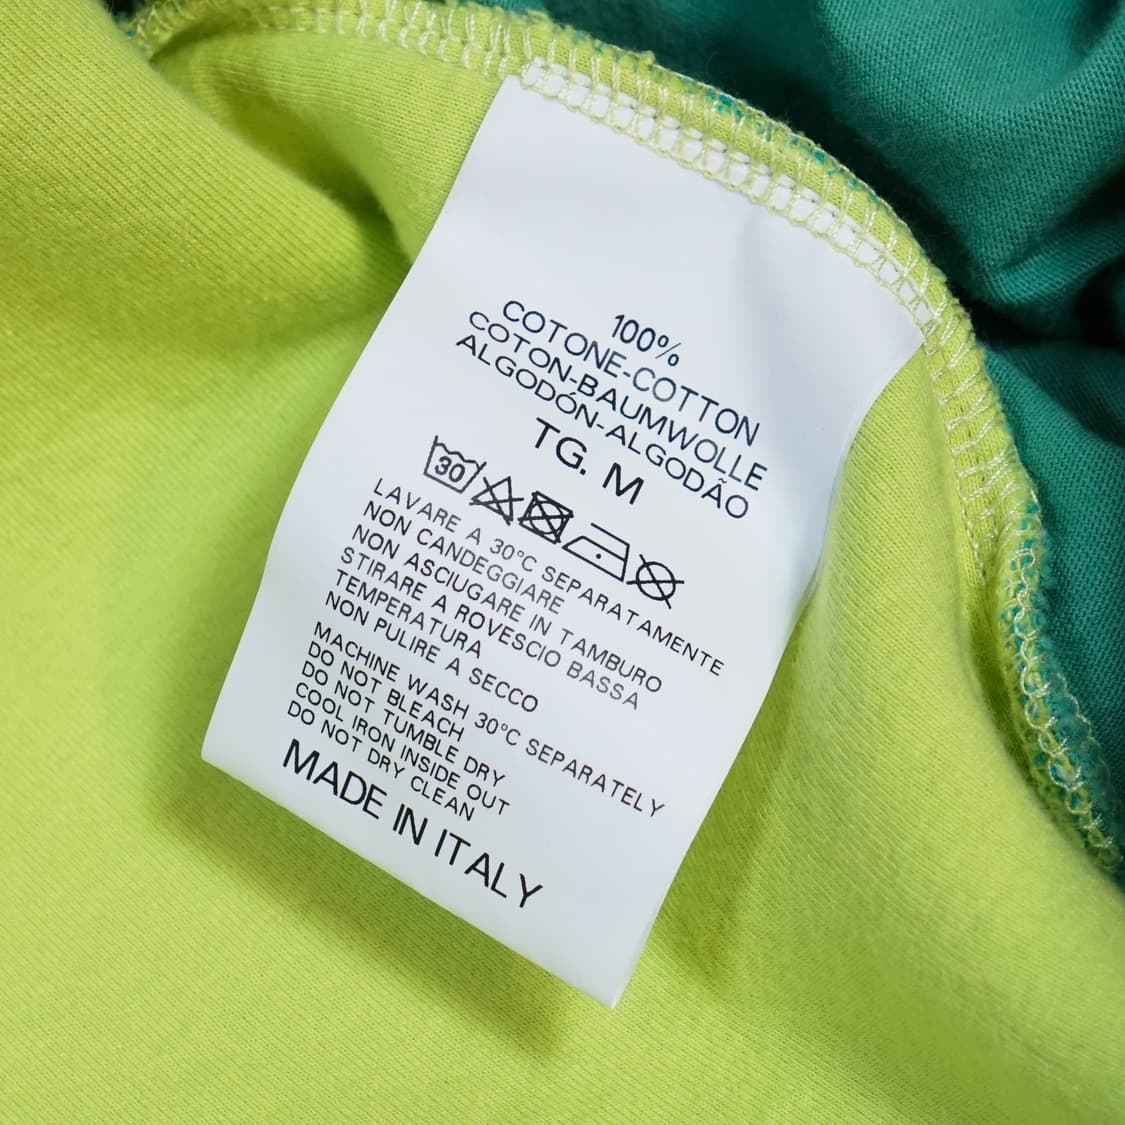 100%
COTONE-COTTON
COTON-BAUMWOLLE
ALGODÓN-ALGODÃO
TG. M
30
LAVARE A 30°C SEPARATAMENTE
NON CANDEGGIARE
NON ASCIUGARE IN TAMBURO
STIRARE A ROVESCIO BASSA
TEMPERATURA
NON PULIRE A SECCO
MACHINE WASH 30°C SEPARATELY
DO NOT BLEACH
DO NOT TUMBLE DRY
COOL IRON INSIDE OUT
DO NOT DRY CLEAN
MADE IN ITALY